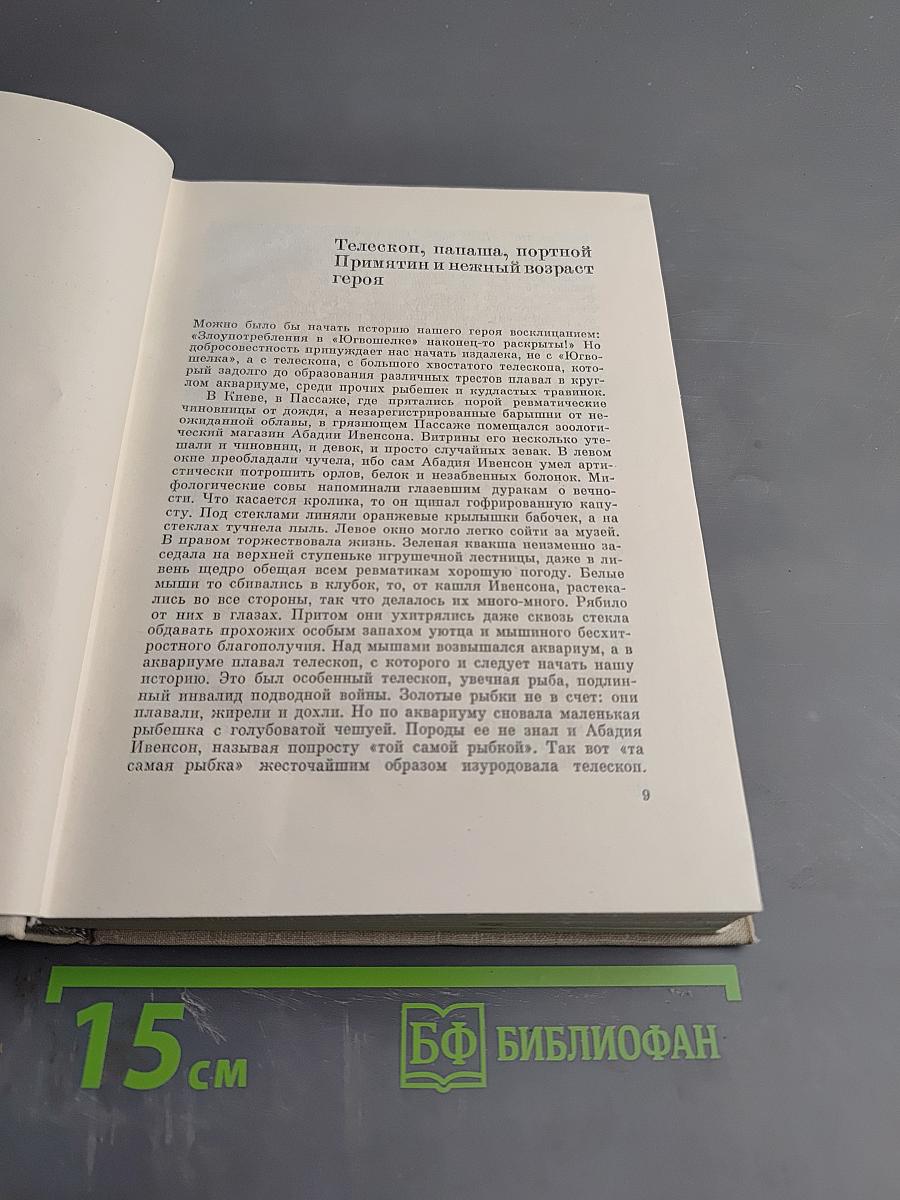 Телескоп, папаша, портной
Примятин и нежный возраст
героя
Можно было бы начать историю нашего героя восклицанием:
«Злоупотребления в «Югвошелке» наконец-то раскрыты!» Но
добросовестность принуждает нас начать издалека, не с «Югво-
шелка», а с телескопа, с большого хвостатого телескопа, кото-
рый задолго до образования различных трестов плавал в круг-
лом аквариуме, среди прочих рыбешек и кудластых травинок.
В Киеве, в Пассаже, где прятались порой ревматические
чиновницы от дождя, а незарегистрированные барышни от не-
ожиданной облавы, в грязнющем Пассаже помещался зоологи-
ческий магазин Абадии Ивенсона. Витрины его несколько уте-
шали и чиновниц, и девок, и просто случайных зевак. В левом
окне преобладали чучела, ибо сам Абадия Ивенсон умел арти-
стически потрошить орлов, белок и незабвенных болонок. Ми-
фологические совы напоминали глазевшим дуракам о вечно-
сти. Что касается кролика, то он щипал гофрированную капу-
сту. Под стеклами линяли оранжевые крылышки бабочек, а на
стеклах тучнела пыль. Левое окно могло легко сойти за музей.
В правом торжествовала жизнь. Зеленая квакша неизменно за-
седала на верхней ступеньке игрушечной лестницы, даже в ли-
вень щедро обещая всем ревматикам хорошую погоду. Белые
мыши то сбивались в клубок, то, от кашля Ивенсона, растека-
лись во все стороны, так что делалось их много-много. Рябило
от них в глазах. Притом они ухитрялись даже сквозь стекла
обдавать прохожих особым запахом уютца и мышиного бесхит-
ростного благополучия. Над мышами возвышался аквариум, а в
аквариуме плавал телескоп, с которого и следует начать нашу
историю. Это был особенный телескоп, увечная рыба, подлин-
ный инвалид подводной войны. Золотые рыбки не в счет: они
плавали, жирели и дохли. Но по аквариуму сновала маленькая
рыбешка с голубоватой чешуей. Породы ее не знал и Абадия
Ивенсон, называя попросту «той самой рыбкой». Так вот «та
самая рыбка» жесточайшим образом изуродовала телескоп.
9
15 см
БФ БИБЛИОФАН